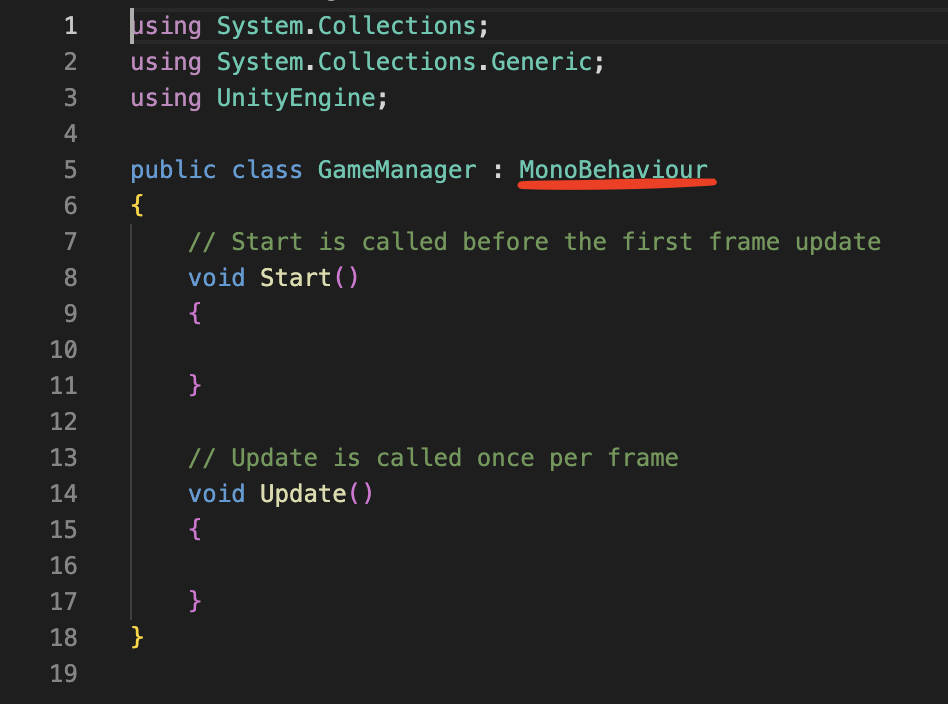 1 using System.Collections;
2 using System.Collections.Generic;
3 using UnityEngine;
4
5 public class GameManager : MonoBehaviour
6 {
7     // Start is called before the first frame update
8     void Start()
9     {
10
11     }
12
13     // Update is called once per frame
14     void Update()
15     {
16
17     }
18 }
19